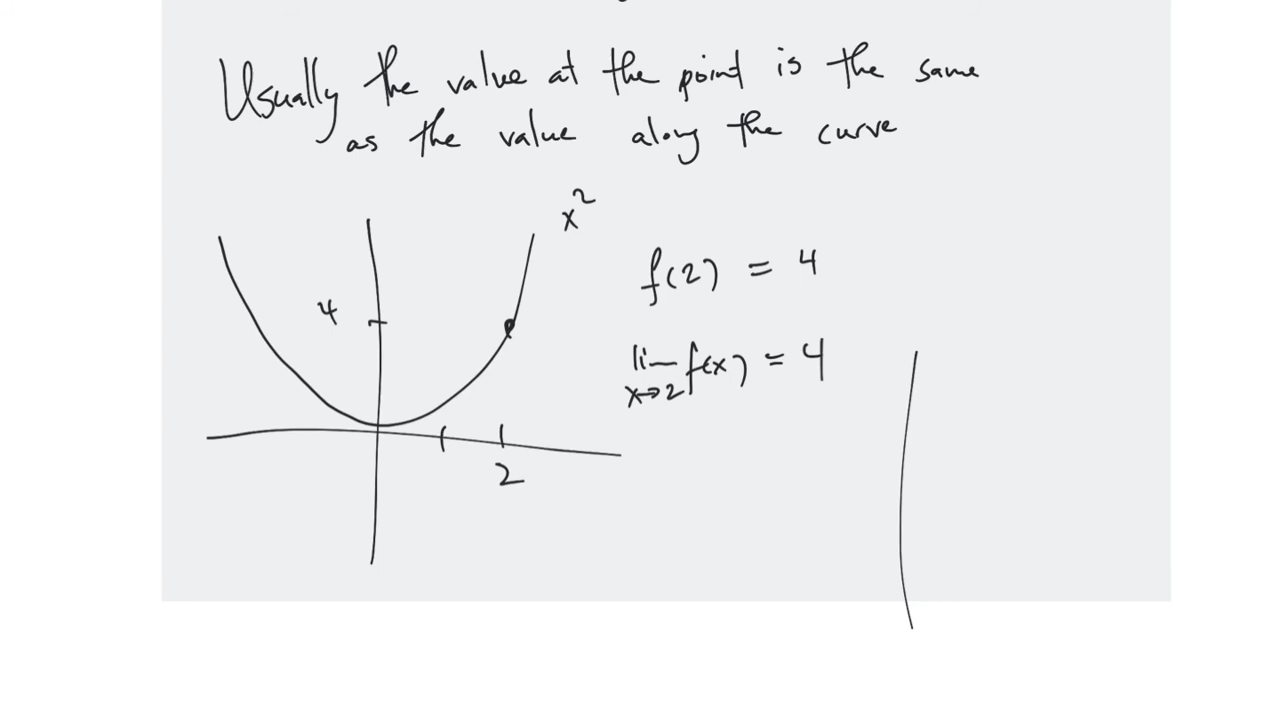 Usually the value at the point is the same
as the value along the curve
x²
f(2) = 4
4
lim f(x) = 4
x→2
2